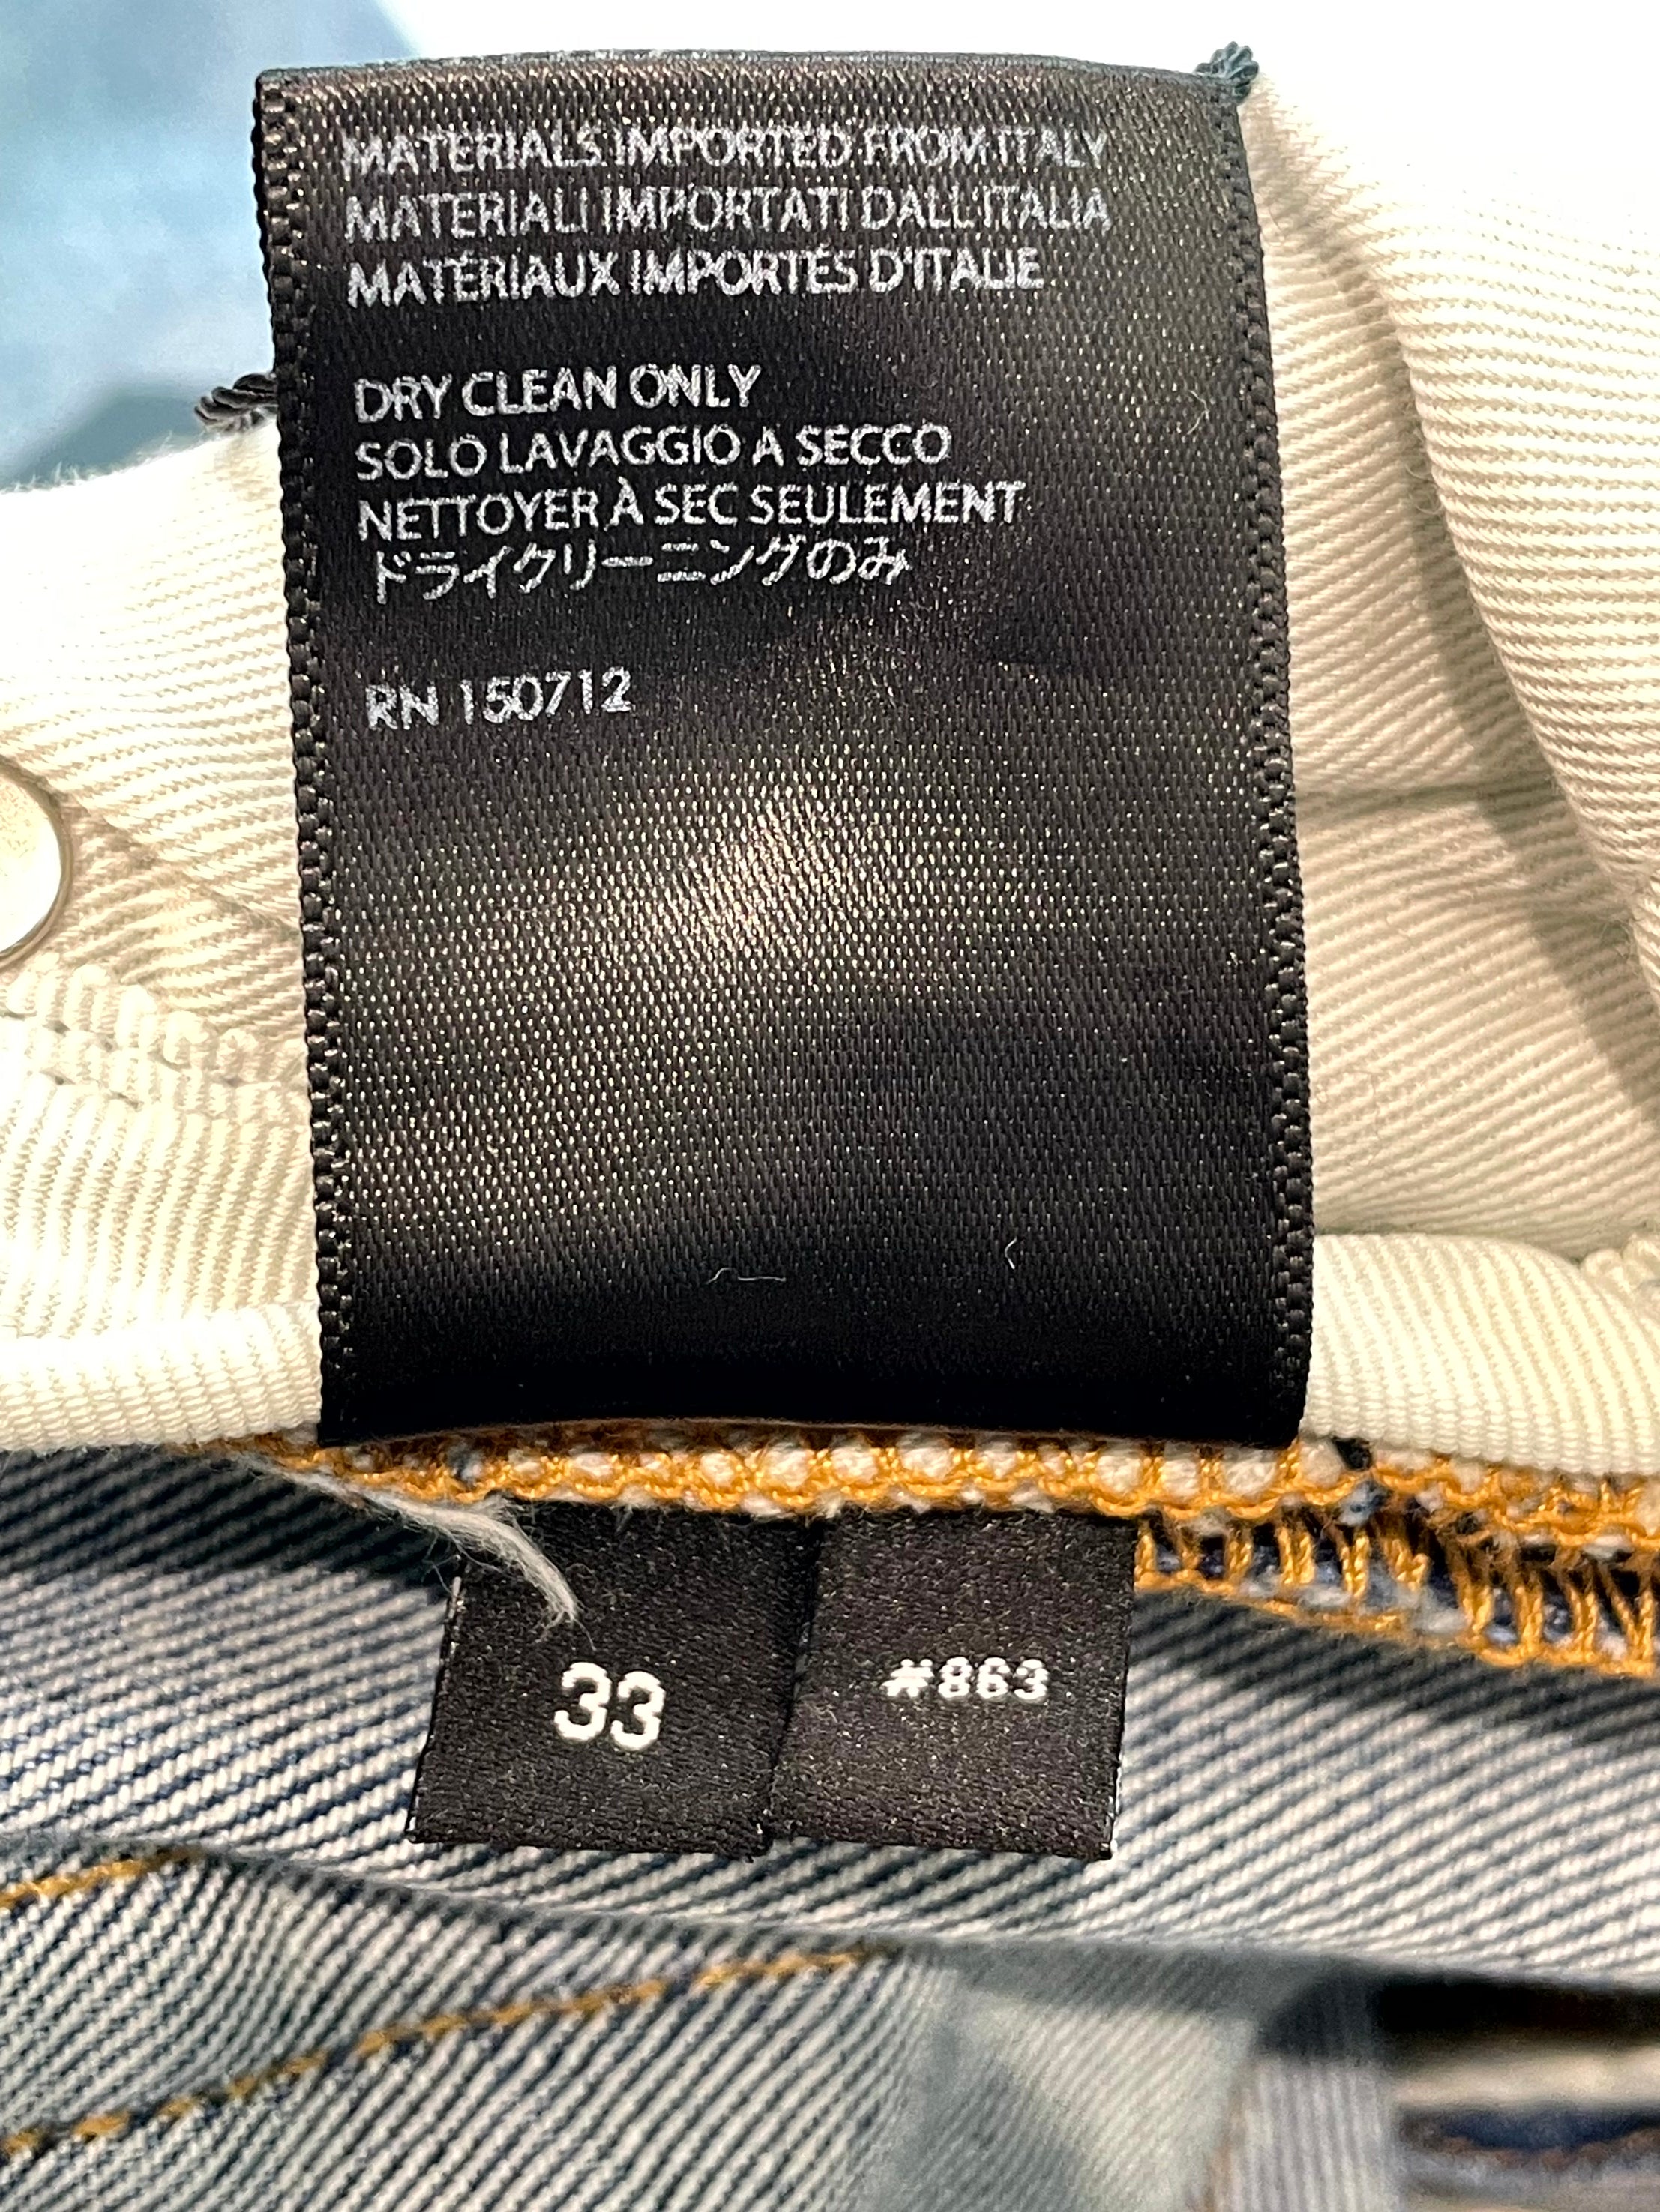 MATERIALS IMPORTED FROM ITALY
MATERIALI IMPORTATI DALL'ITALIA
MATÉRIAUX IMPORTÉS D'ITALIE
DRY CLEAN ONLY
SOLO LAVAGGIO A SECCO
NETTOYER À SEC SEULEMENT
ドライクリーニングのみ
RN 150712
33
#863